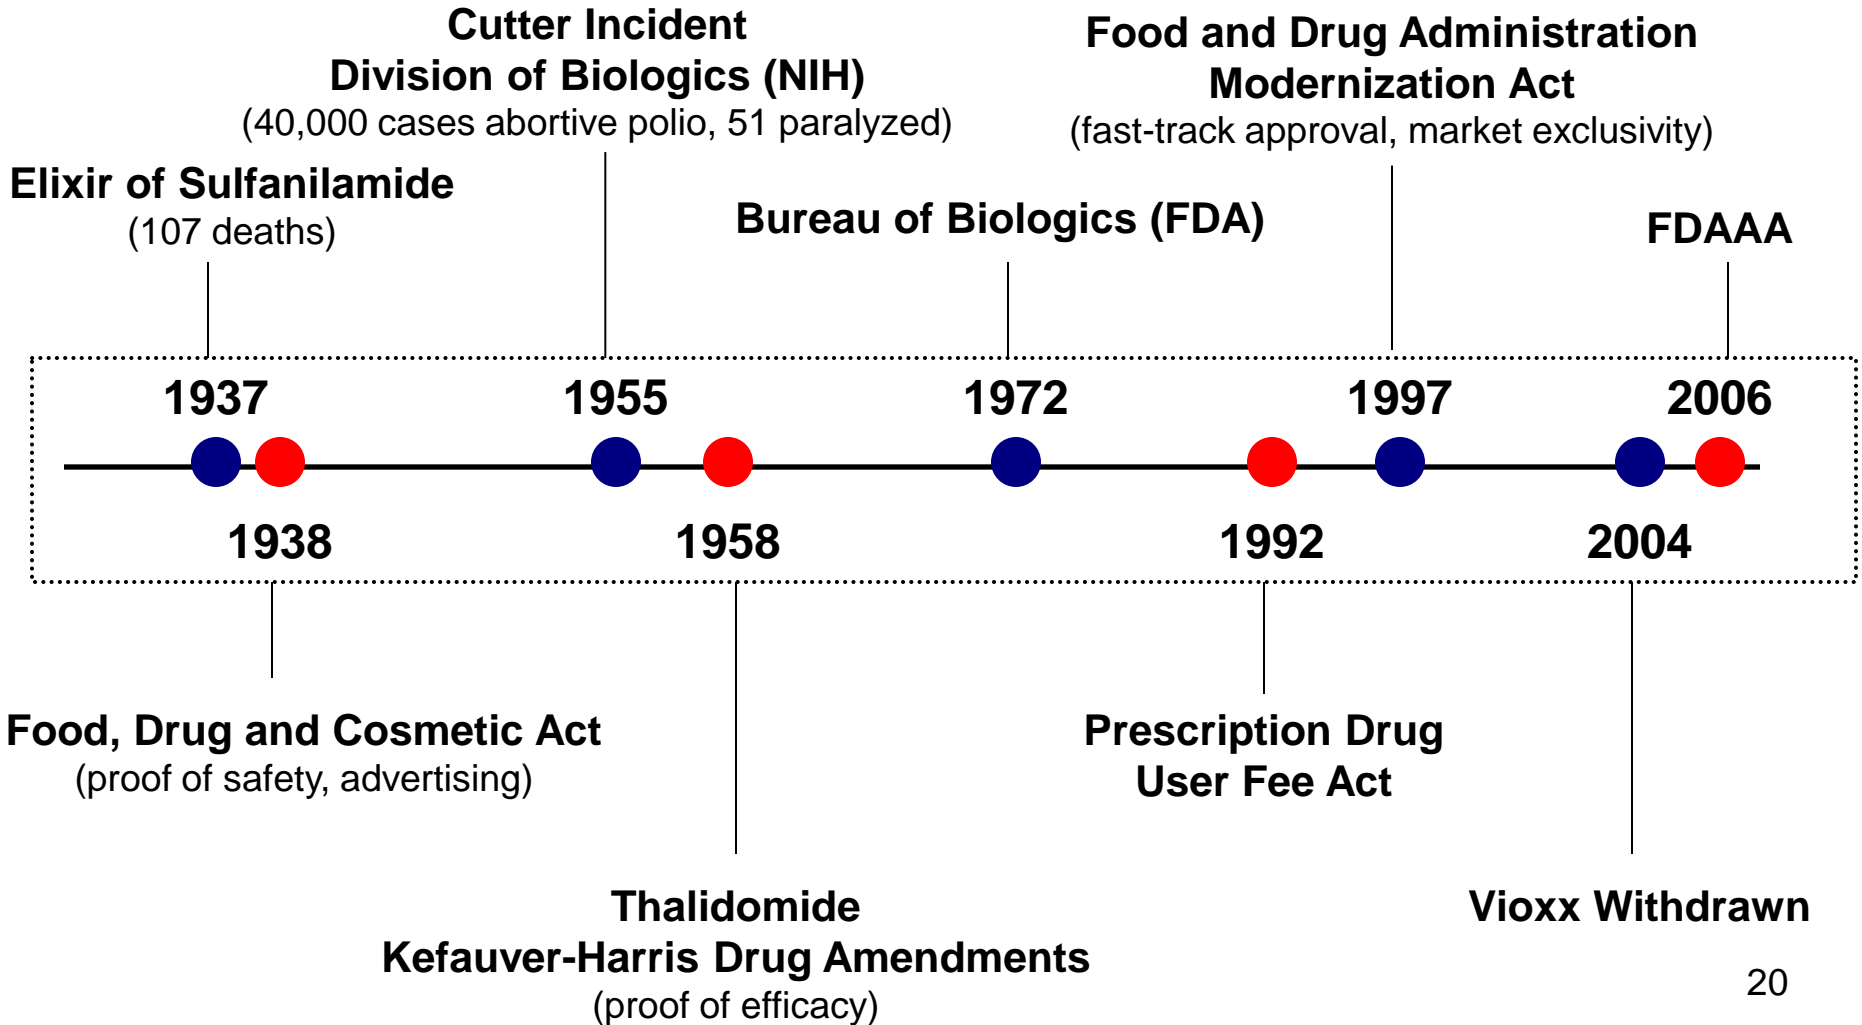 Cutter Incident
Division of Biologics (NIH)
(40,000 cases abortive polio, 51 paralyzed)
Food and Drug Administration
Modernization Act
(fast-track approval, market exclusivity)
Elixir of Sulfanilamide
(107 deaths)
Bureau of Biologics (FDA)
FDAAA
1937
1955
1972
1997
2006
1938
1958
1992
2004
Food, Drug and Cosmetic Act
(proof of safety, advertising)
Prescription Drug
User Fee Act
Thalidomide
Kefauver-Harris Drug Amendments
(proof of efficacy)
Vioxx Withdrawn
20